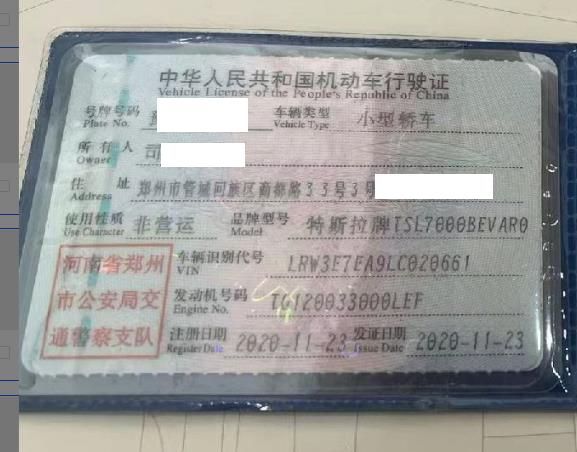 中华人民共和国机动车行驶证
Vehicle License of the People's Republic of China
号牌号码 车辆类型 小型轿车
Plate No. Vehicle Type
所有人 司
Owner
住址 郑州市管城回族区商都路33号3号
Address
使用性质 非营运 品牌型号 特斯拉牌TSL7000BEVAR0
Use Character Model
河南省郑州
市公安局交
通警察支队
车辆识别代号 LRW3E7EA9LC020661
VIN
发动机号码 TG120033000LEF
Engine No.
注册日期 2020-11-23 发证日期 2020-11-23
Register Date Issue Date